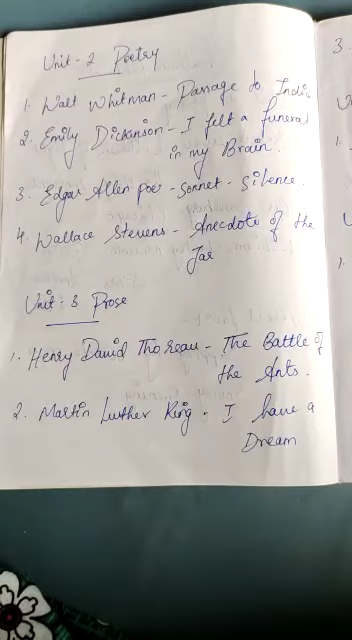 Unit - 2 Poetry
1. Walt Whitman - Passage to India
2. Emily Dickinson - I felt a funeral
in my Brain.
3. Edgar Allen poe - Sonnet - Silence.
4. Wallace Stevens - Anecdote of the
Jar
Unit : 3 Prose
1. Henry David Thoreau - The Battle of
the Ants.
2. Martin Luther King - I have a
Dream
3.
1.